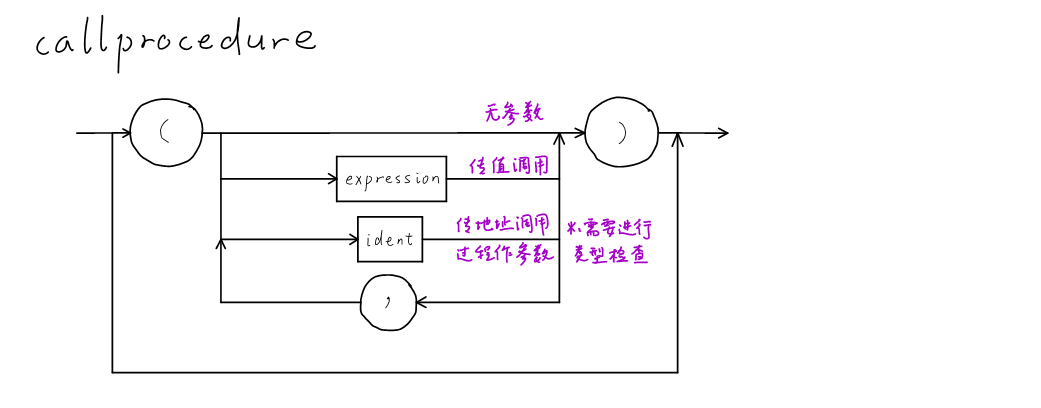 callprocedure
( 无参数 )
expression 传值调用
ident 传地址调用 *需要进行
过程作参数 类型检查
,